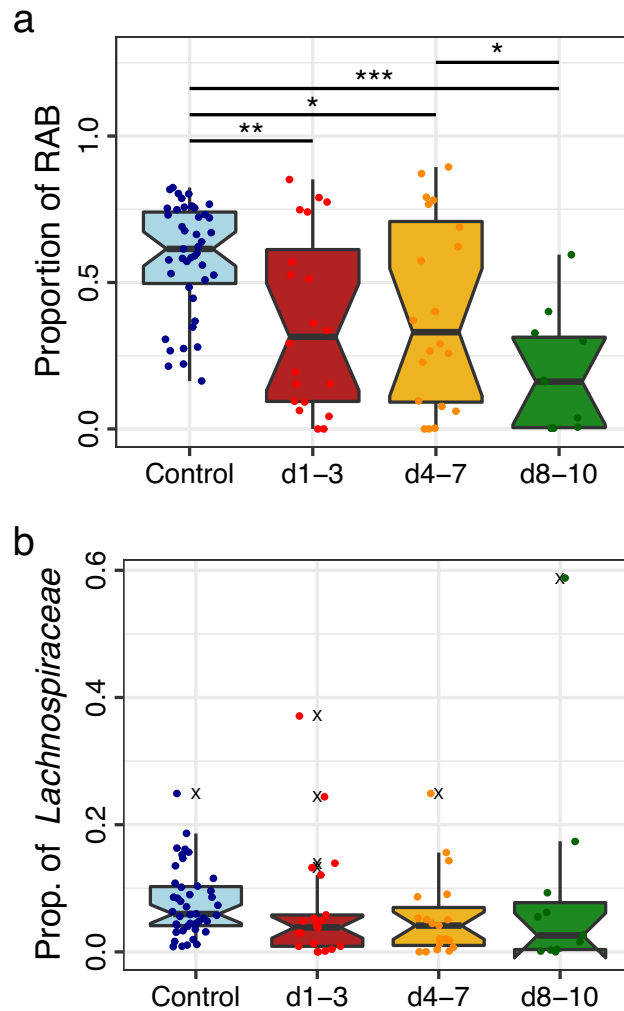 a
*
***
*
**
Proportion of RAB
1.0
0.5
0.0
Control d1–3 d4–7 d8–10
b
Prop. of Lachnospiraceae
0.6
0.4
0.2
0.0
x
x
x
x
x
x
x
Control d1–3 d4–7 d8–10